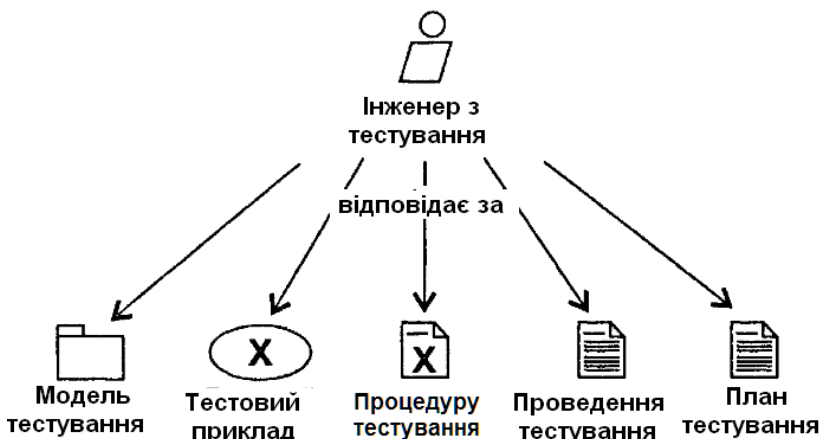 Інженер з
тестування
відповідає за
X
X
Модель
тестування
Тестовий
приклад
Процедуру
тестування
Проведення
тестування
План
тестування